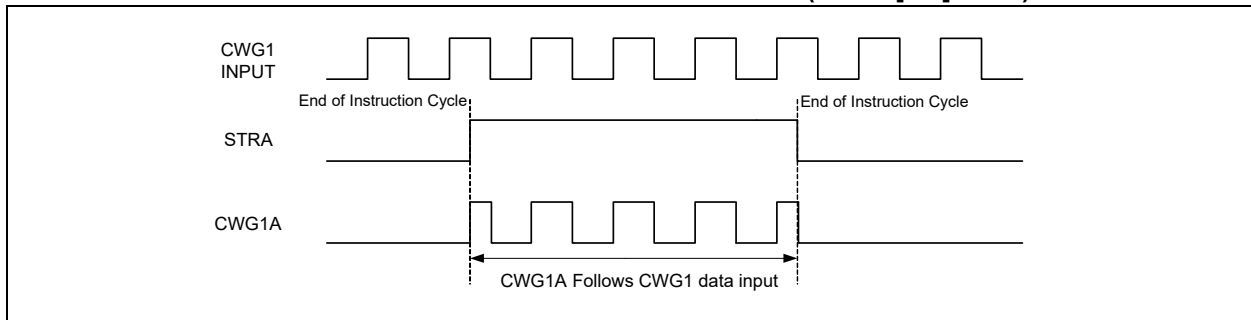 CWG1
INPUT
End of Instruction Cycle
End of Instruction Cycle
STRA
CWG1A
CWG1A Follows CWG1 data input